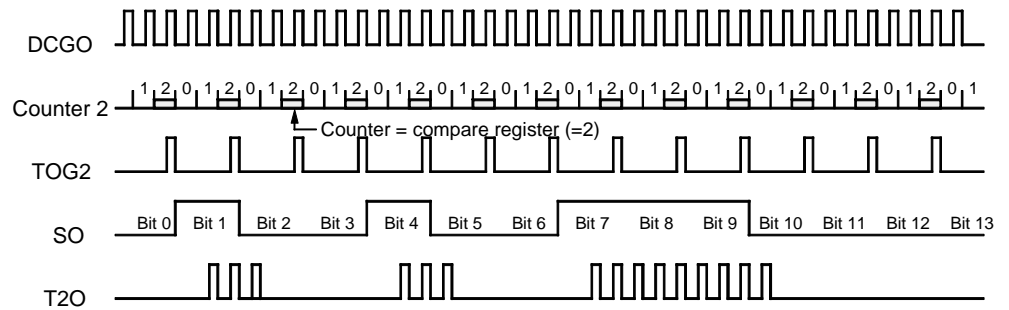 DCGO
1 2 0 1 2 0 1 2 0 1 2 0 1 2 0 1 2 0 1 2 0 1 2 0 1 2 0 1 2 0 1 2 0 1 2 0 1 2 0 1
Counter 2
Counter = compare register (=2)
TOG2
SO Bit 0 Bit 1 Bit 2 Bit 3 Bit 4 Bit 5 Bit 6 Bit 7 Bit 8 Bit 9 Bit 10 Bit 11 Bit 12 Bit 13
T2O